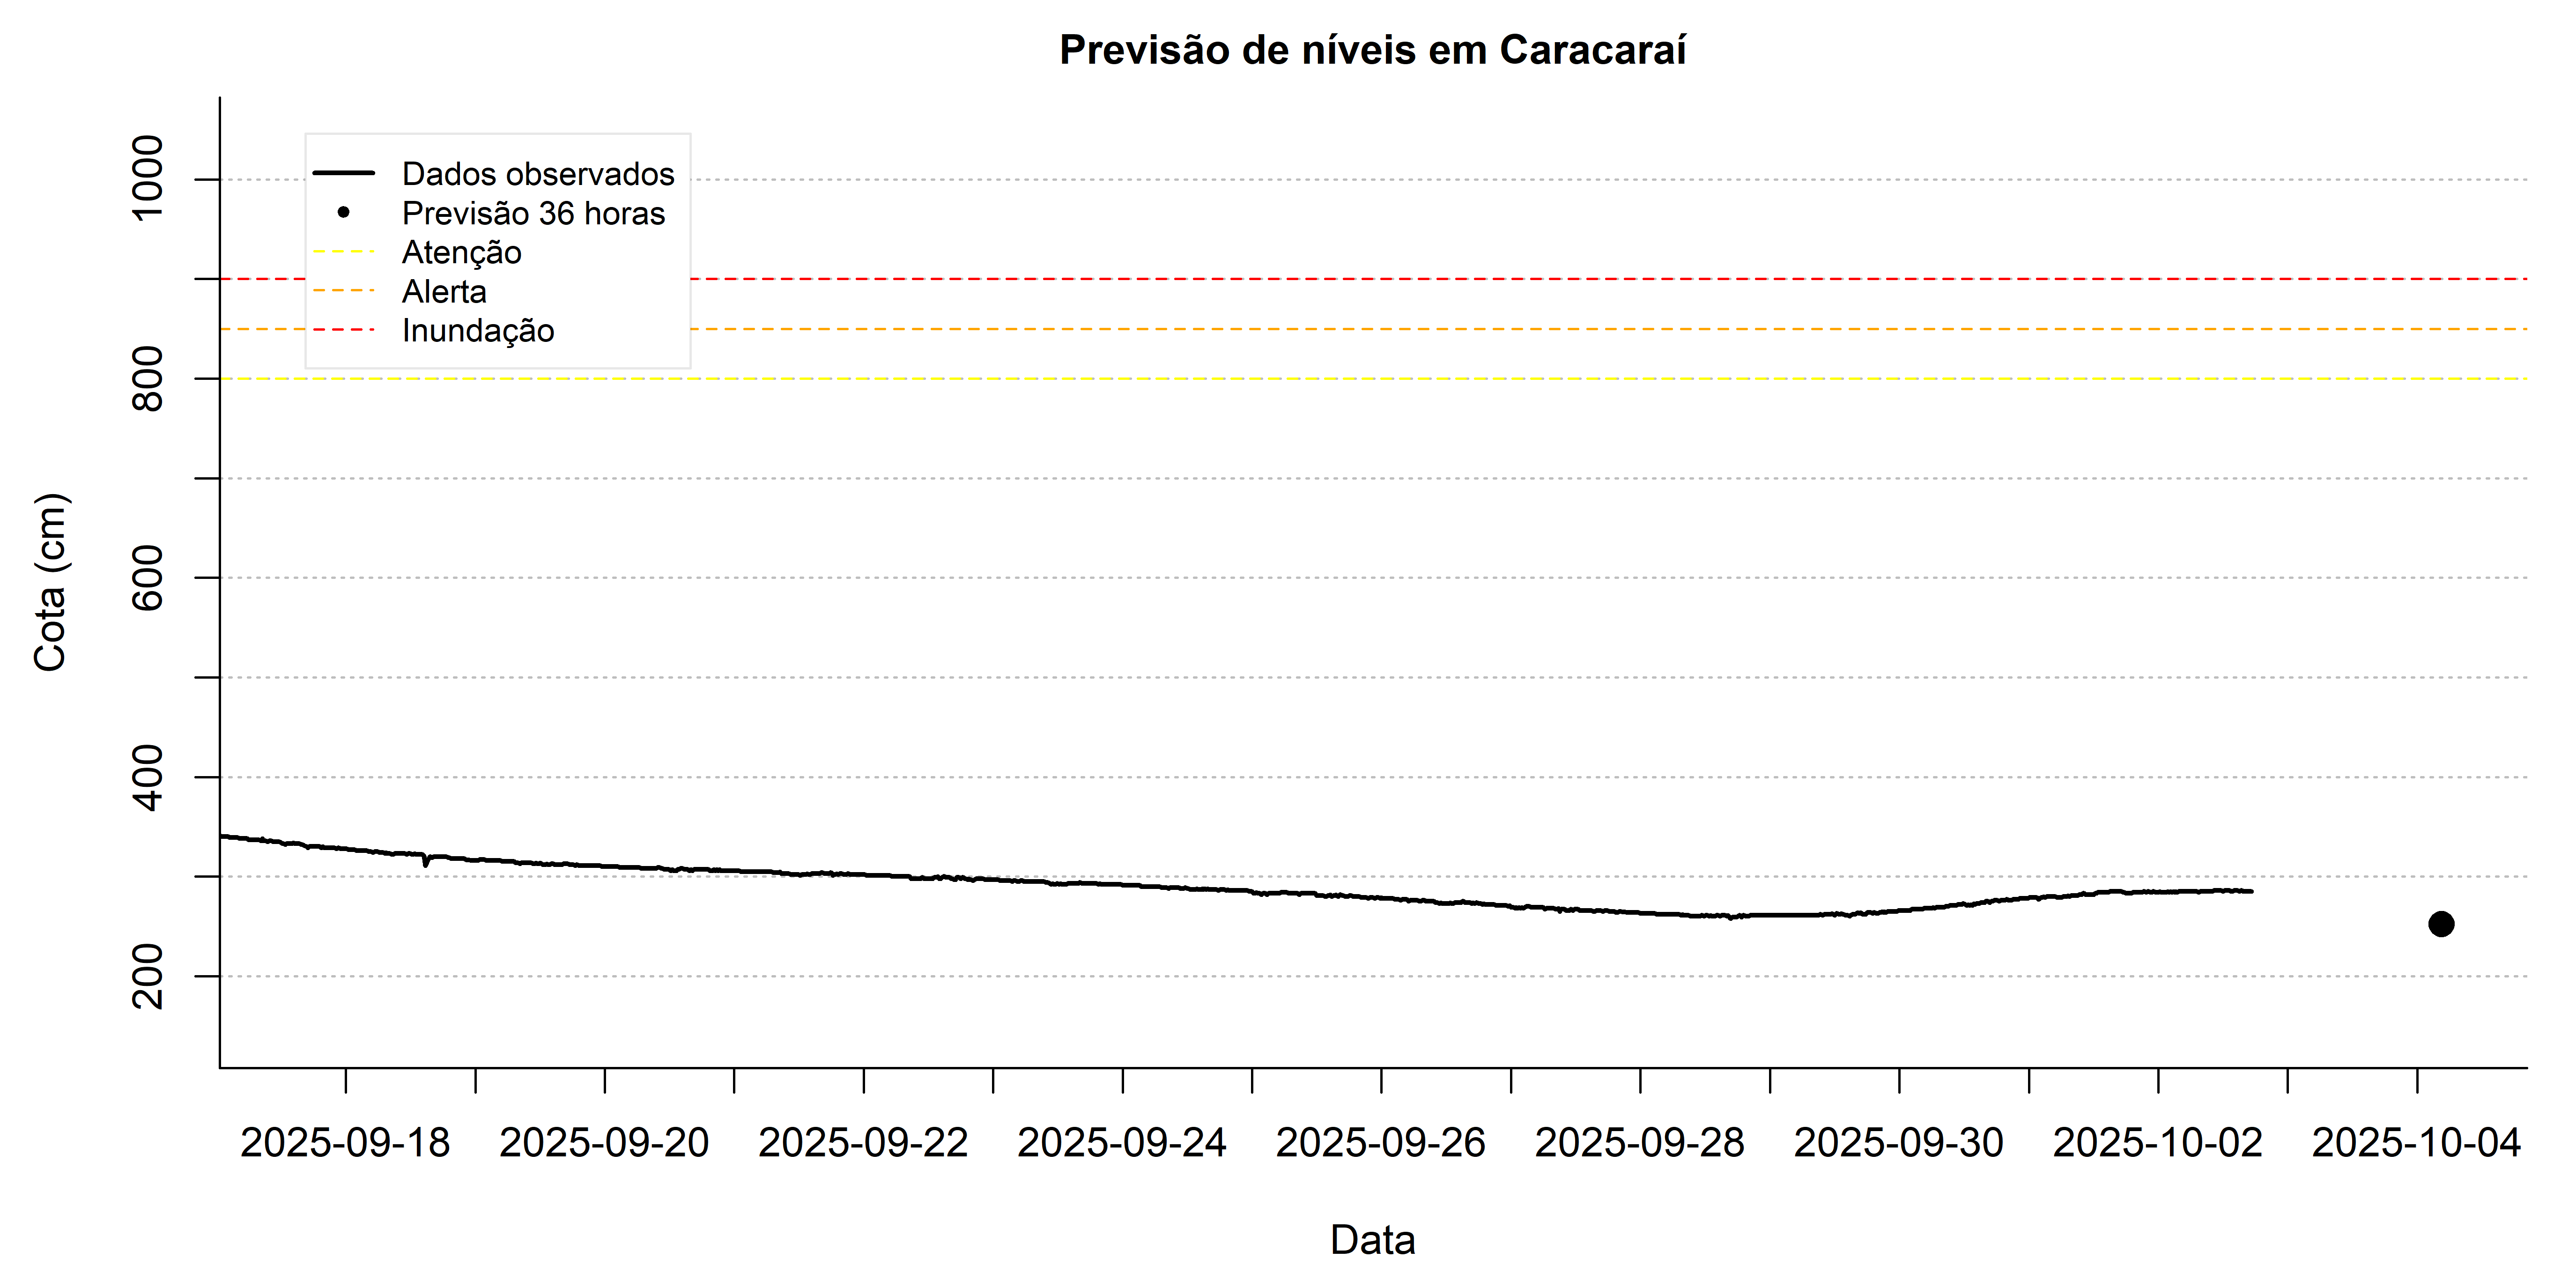 Previsão de níveis em Caracaraí
Dados observados
Previsão 36 horas
Atenção
Alerta
Inundação
Cota (cm)
1000
800
600
400
200
2025-09-18 2025-09-20 2025-09-22 2025-09-24 2025-09-26 2025-09-28 2025-09-30 2025-10-02 2025-10-04
Data